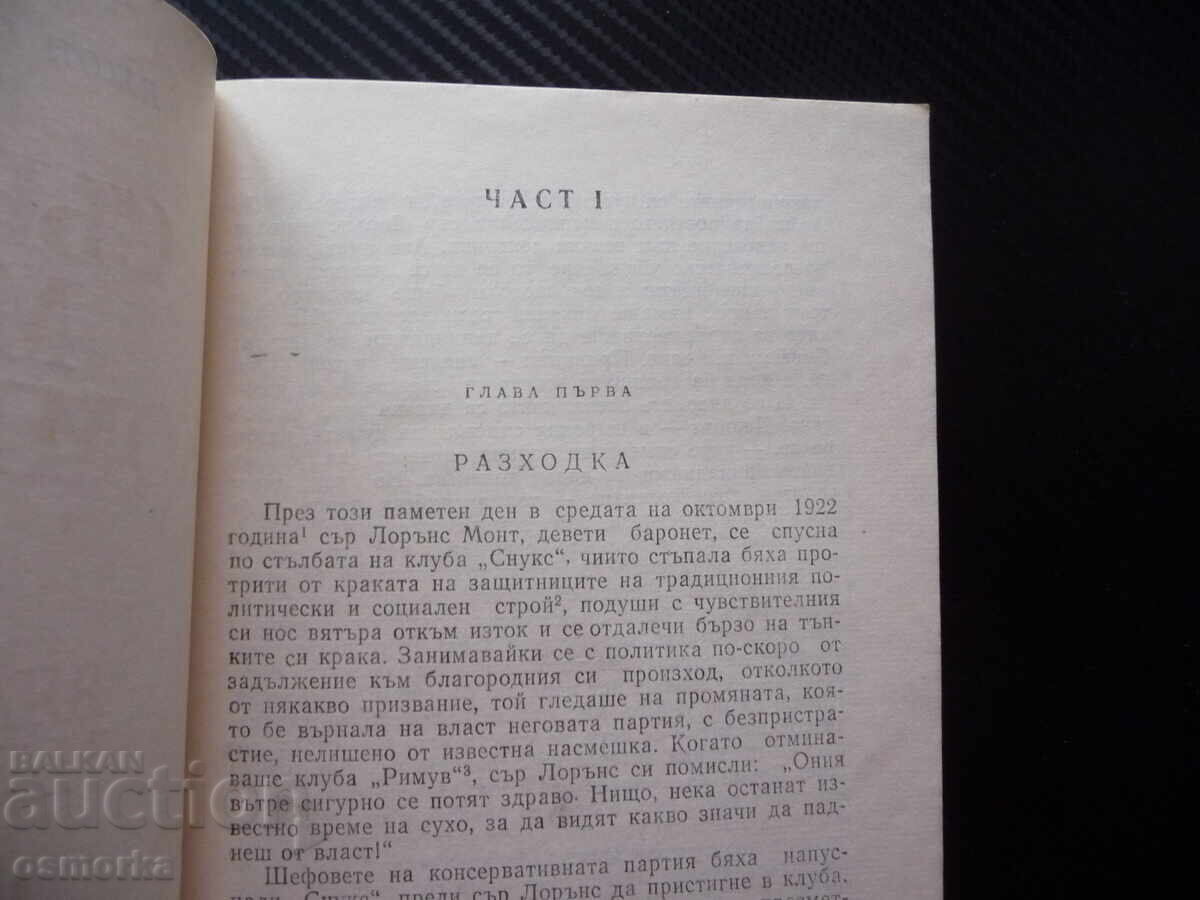 ЧАСТ I
ГЛАВА ПЪРВА
РАЗХОДКА
През този паметен ден в средата на октомври 1922
година¹ сър Лорънс Монт, девети баронет, се спусна
по стълбата на клуба „Снукс“, чиито стъпала бяха про-
трити от краката на защитниците на традиционния по-
литически и социален строй², подуши с чувствителния
си нос вятъра откъм изток и се отдалечи бързо на тън-
ките си крака. Занимавайки се с политика по-скоро от
задължение към благородния си произход, отколкото
от някакво призвание, той гледаше на промяната, коя-
то бе върнала на власт неговата партия, с безпристра-
стие, нелишено от известна насмешка. Когато отмина-
ваше клуба „Римув“³, сър Лорънс си помисли: „Ония
вътре сигурно се потят здраво. Нищо, нека останат из-
вестно време на сухо, за да видят какво значи да пад-
неш от власт!“
Шефовете на консервативната партия бяха напус-
преди сър Лорънс да пристигне в клуба.
BALKAN
auction
osmorka